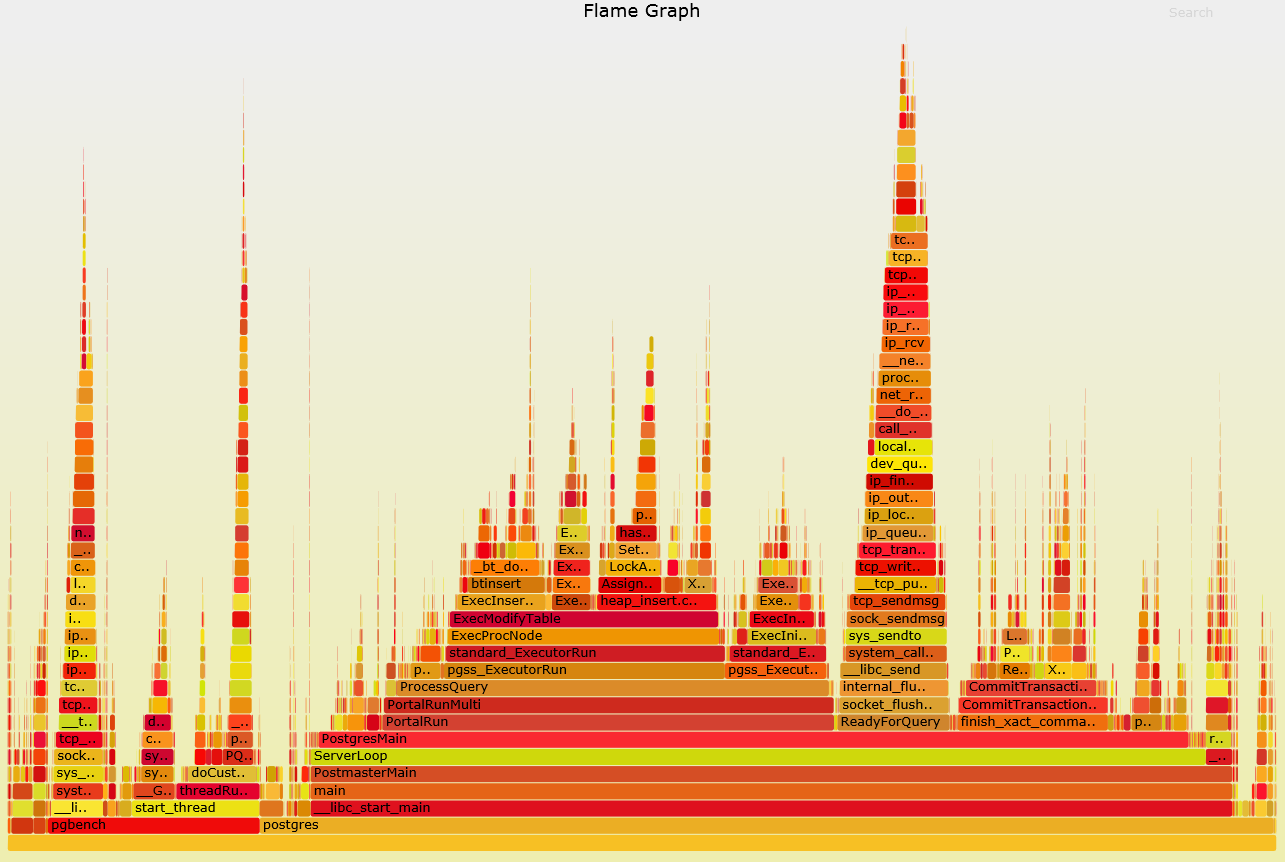 Flame Graph
Search
tc..
tcp..
tcp..
ip_..
ip_..
ip_r..
ip_rcv
__ne..
proc..
net_r..
__do_..
call_..
local..
dev_qu..
ip_fin..
ip_out..
p.. ip_loc..
n.. E.. has.. ip_queu..
_.. Ex.. Set.. tcp_tran..
c.. _bt_do.. Ex.. LockA.. tcp_writ..
l.. btinsert Ex.. Assign.. X.. Exe.. __tcp_pu..
d.. ExecInser.. Exe.. heap_insert.c.. Exe.. tcp_sendmsg
i.. ExecModifyTable ExecIn.. sock_sendmsg
ip.. ExecProcNode ExecIni.. sys_sendto L..
ip.. standard_ExecutorRun standard_E.. system_call.. P..
ip.. p.. pgss_ExecutorRun pgss_Execut.. __libc_send Re.. X..
tc.. ProcessQuery internal_flu.. CommitTransacti..
tcp.. PortalRunMulti socket_flush.. CommitTransaction..
__t.. d.. _.. PortalRun ReadyForQuery finish_xact_comma.. p..
tcp_.. c.. p.. PostgresMain r..
sock.. sy.. PQ.. ServerLoop _..
sys_.. sy.. doCust.. PostmasterMain
syst.. __G.. threadRu.. main
__li.. start_thread __libc_start_main
pgbench postgres